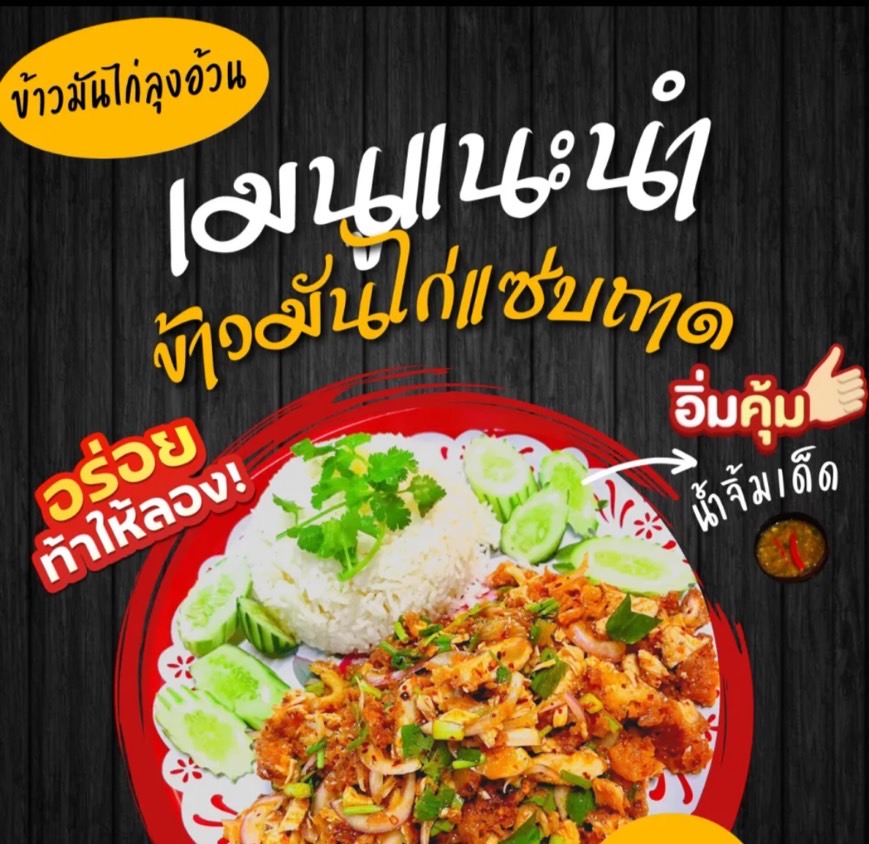 ข้าวมันไก่ลุงอ้วน
เมนูแนะนำ
ข้าวมันไก่แซ่บถาด
อิ่มคุ้ม
อร่อย
ท้าให้ลอง!
น้ำจิ้มเด็ด